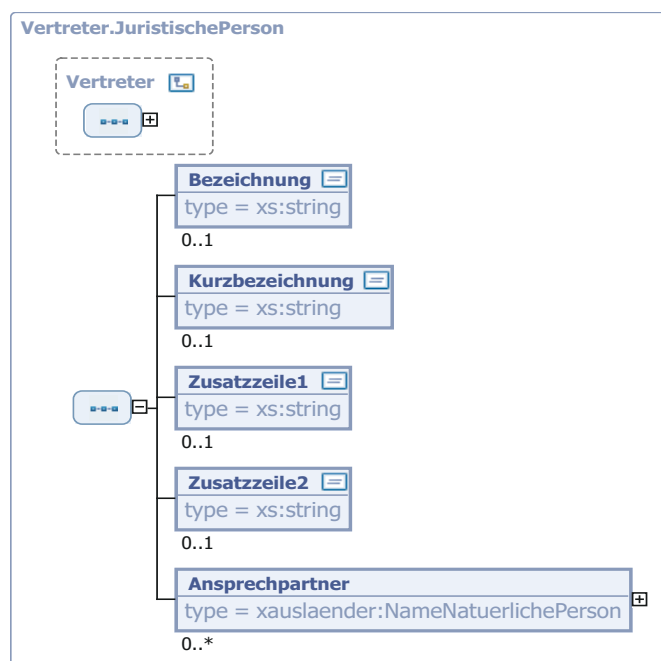 Vertreter.JuristischePerson
Vertreter
Bezeichnung
type = xs:string
0..1
Kurzbezeichnung
type = xs:string
0..1
Zusatzzeile1
type = xs:string
0..1
Zusatzzeile2
type = xs:string
0..1
Ansprechpartner
type = xauslaender:NameNatuerlichePerson
0..*